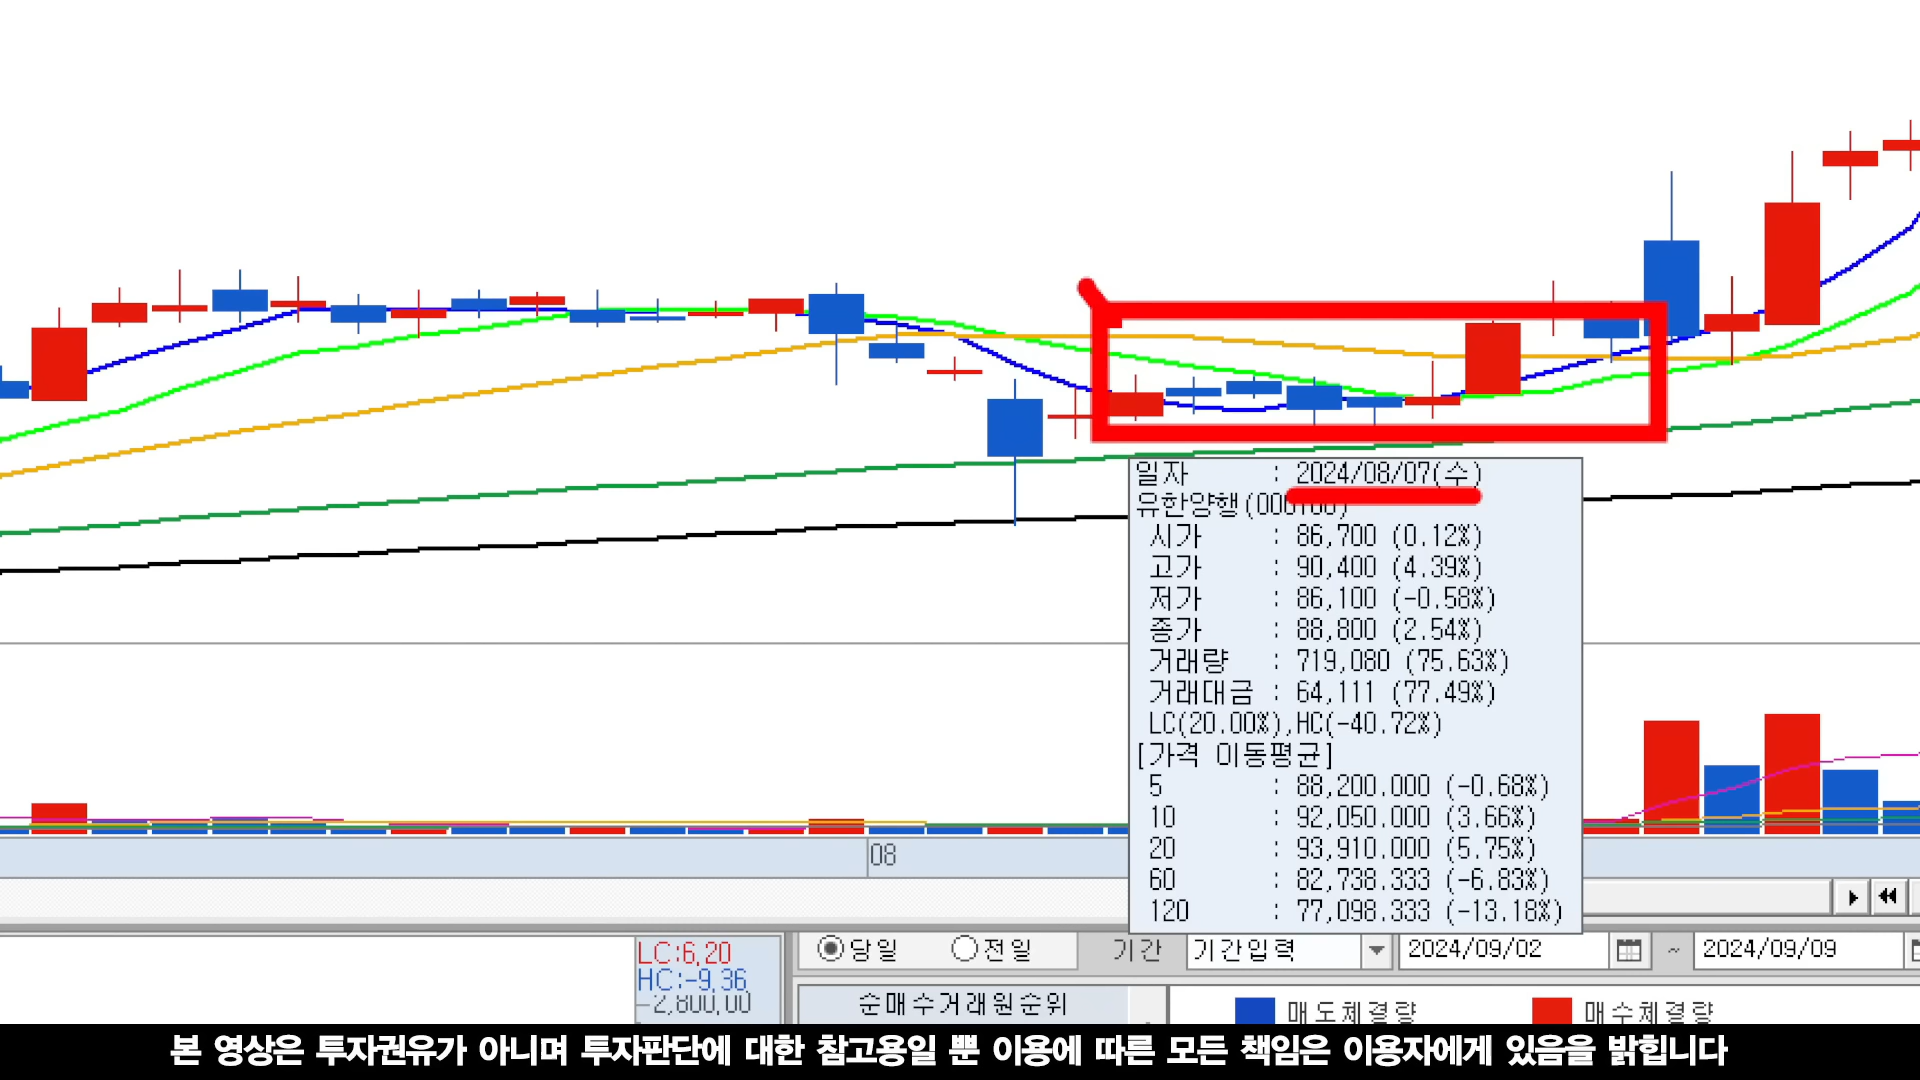 일자 : 2024/08/07(수)
유한양행(000100)
시가 : 86,700 (0.12%)
고가 : 90,400 (4.39%)
저가 : 86,100 (-0.58%)
종가 : 88,800 (2.54%)
거래량 : 719,080 (75.63%)
거래대금 : 64,111 (77.49%)
LC(20.00%),HC(-40.72%)
[가격 이동평균]
5 : 88,200.000 (-0.68%)
10 : 92,050.000 (3.66%)
20 : 93,910.000 (5.75%)
60 : 82,738.333 (-6.83%)
120 : 77,098.333 (-13.18%)
08
LC:6,20
HC:-9,36
-2,800,00
당일 전일 기간 기간입력 2024/09/02 ~ 2024/09/09
순매수거래원순위 매도체결량 매수체결량
본 영상은 투자권유가 아니며 투자판단에 대한 참고용일 뿐 이용에 따른 모든 책임은 이용자에게 있음을 밝힙니다